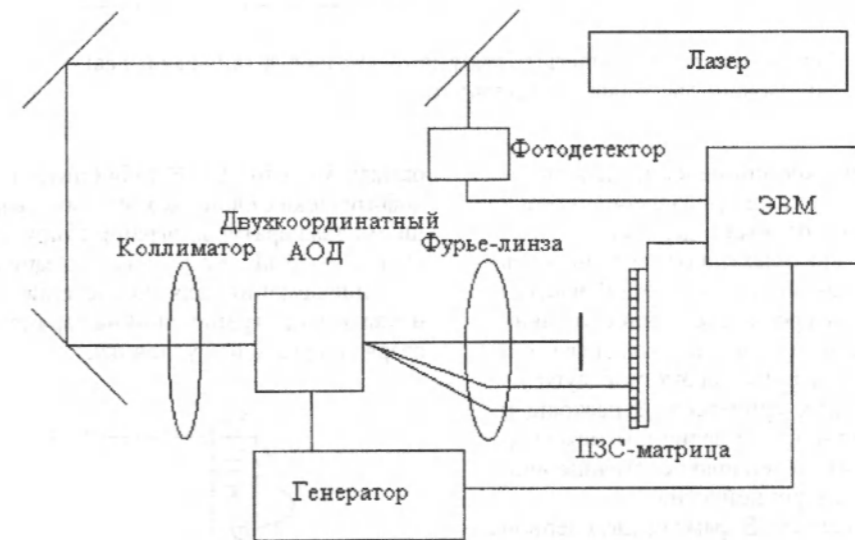 Лазер
Фотодетектор
ЭВМ
Двухкоординатный
Коллиматор
АОД
Фурье-линза
ПЗС-матрица
Генератор